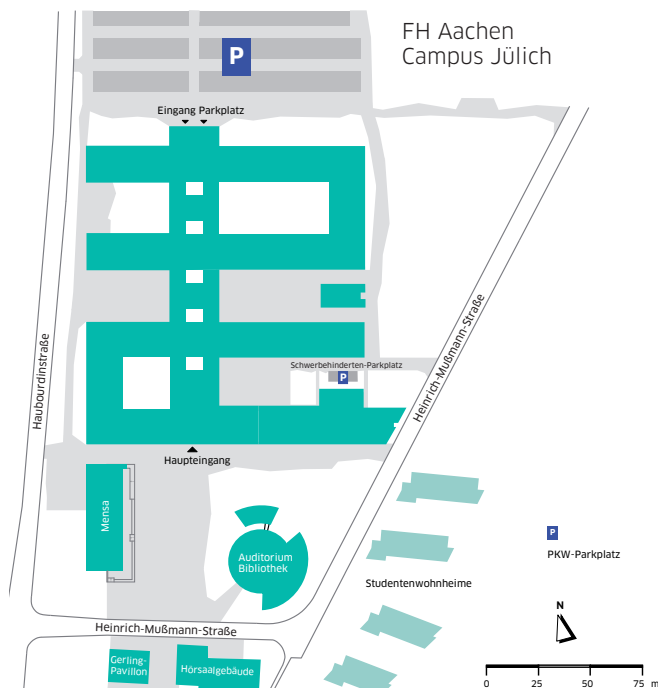 FH Aachen
Campus Jülich
P
Eingang Parkplatz
Haubourdinstraße
Heinrich-Mußmann-Straße
Schwerbehinderten-Parkplatz
P
Haupteingang
Mensa
Auditorium
Bibliothek
P
PKW-Parkplatz
Studentenwohnheime
Heinrich-Mußmann-Straße
Gerling-
Pavillon
Hörsaalgebäude
N
0 25 50 75 m